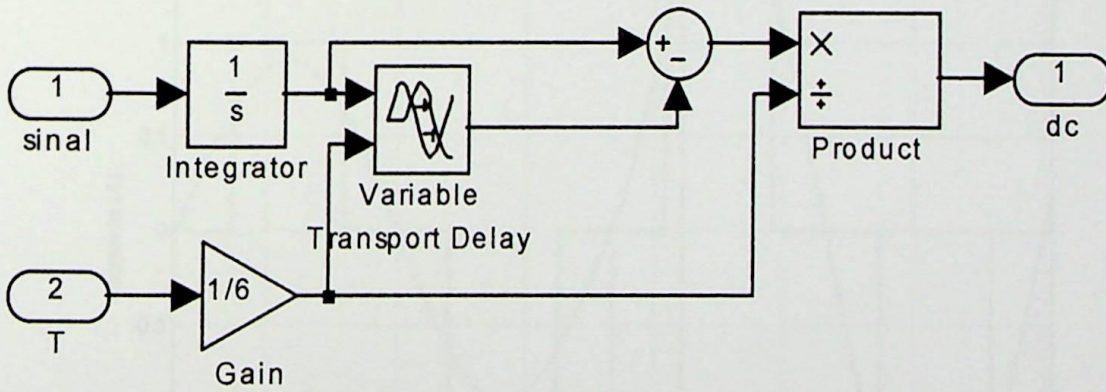 1
sinal
1
s
Integrator
Variable
Transport Delay
+
−
×
÷
Product
1
dc
2
T
1/6
Gain